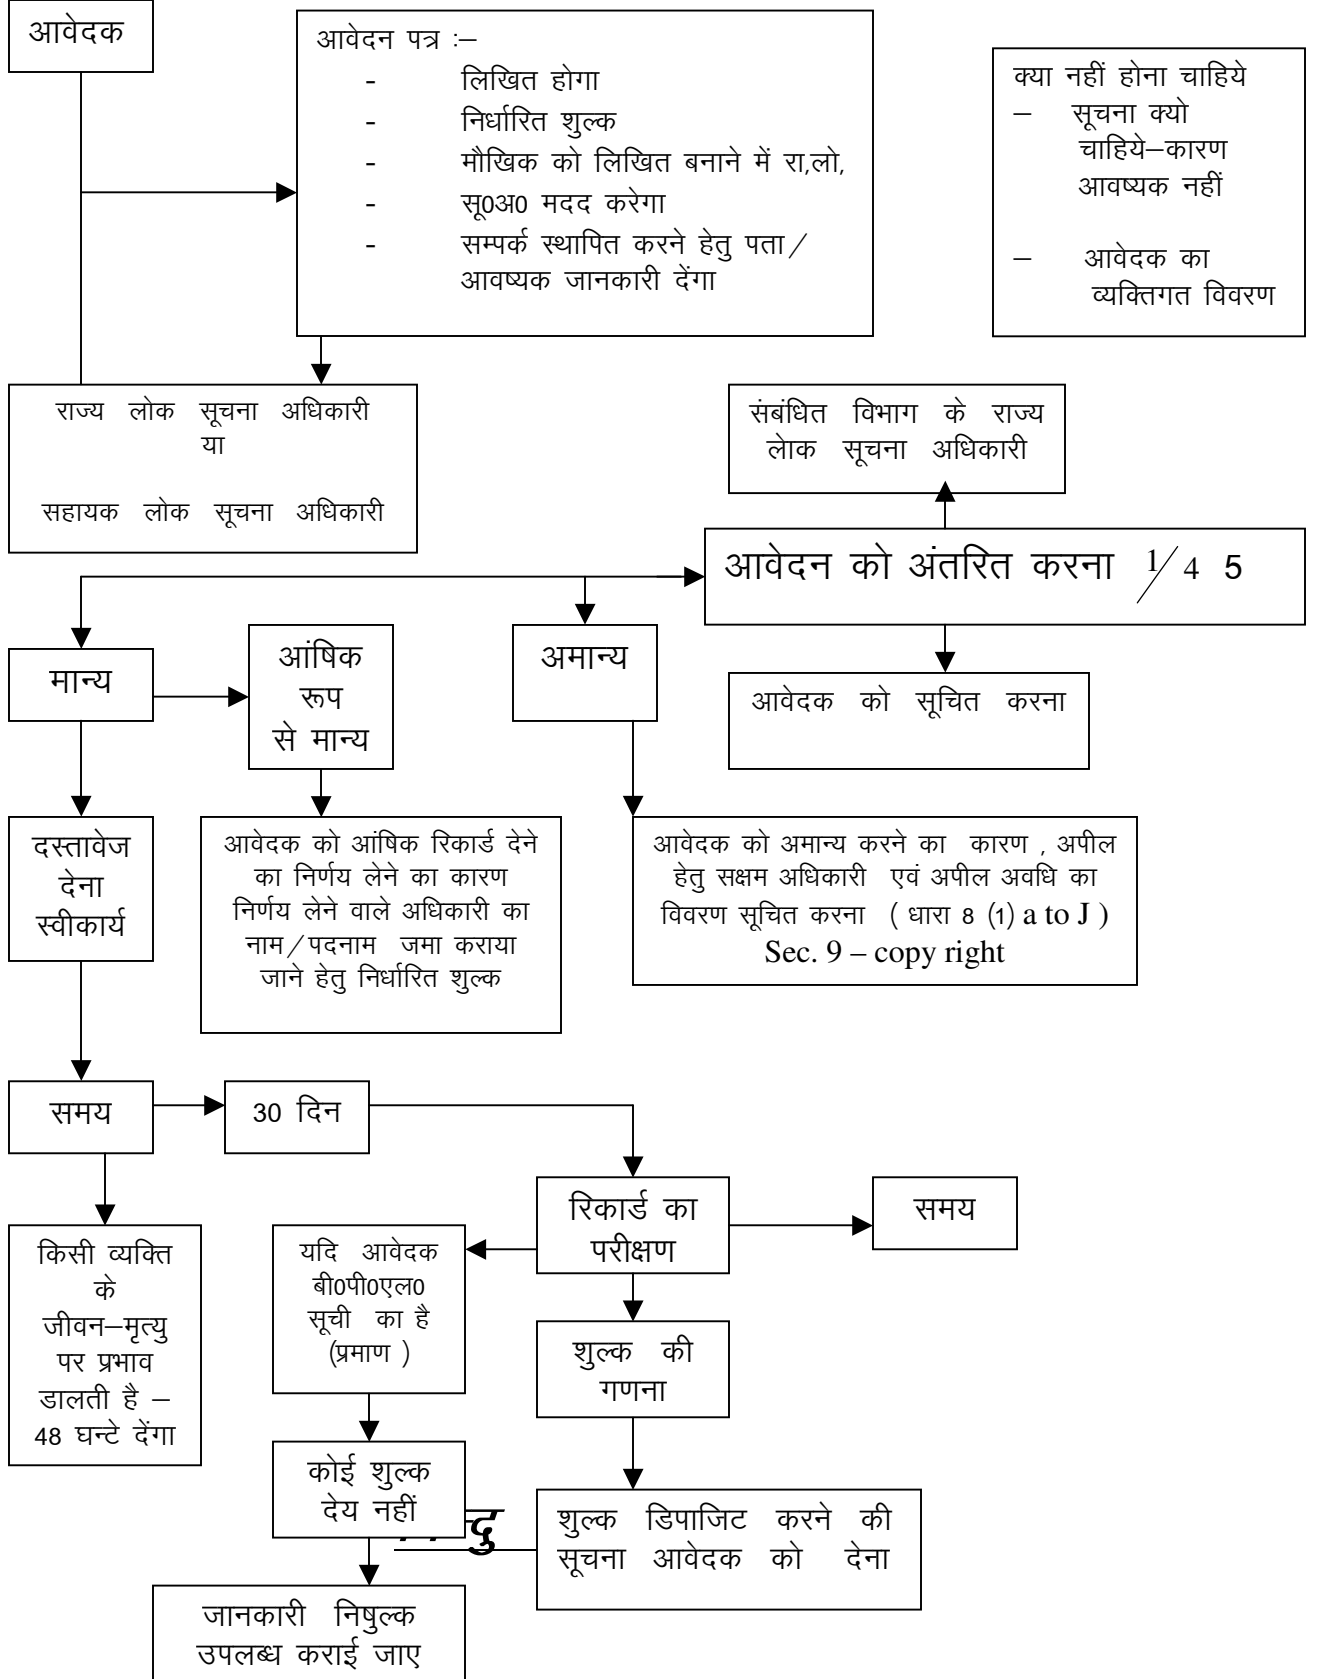 आवेदक
आवेदन पत्र :–
- लिखित होगा
- निर्धारित शुल्क
- मौखिक को लिखित बनाने में रा,लो,
- सू0अ0 मदद करेगा
- सम्पर्क स्थापित करने हेतु पता/
आवष्यक जानकारी देंगा
क्या नहीं होना चाहिये
– सूचना क्यो
चाहिये–कारण
आवष्यक नहीं
– आवेदक का
व्यक्तिगत विवरण
राज्य लोक सूचना अधिकारी
या
सहायक लोक सूचना अधिकारी
संबंधित विभाग के राज्य
लेाक सूचना अधिकारी
आवेदन को अंतरित करना 1/4 5
मान्य
आंषिक
रूप
से मान्य
अमान्य
आवेदक को सूचित करना
दस्तावेज
देना
स्वीकार्य
आवेदक को आंषिक रिकार्ड देने
का निर्णय लेने का कारण
निर्णय लेने वाले अधिकारी का
नाम/पदनाम जमा कराया
जाने हेतु निर्धारित शुल्क
आवेदक को अमान्य करने का कारण , अपील
हेतु सक्षम अधिकारी एवं अपील अवधि का
विवरण सूचित करना ( धारा 8 (1) a to J )
Sec. 9 – copy right
समय
30 दिन
रिकार्ड का
परीक्षण
समय
किसी व्यक्ति
के
जीवन–मृत्यु
पर प्रभाव
डालती है –
48 घन्टे देंगा
यदि आवेदक
बी0पी0एल0
सूची का है
(प्रमाण )
शुल्क की
गणना
कोई शुल्क
देय नहीं
शुल्क डिपाजिट करने की
सूचना आवेदक को देना
जानकारी निषुल्क
उपलब्ध कराई जाए